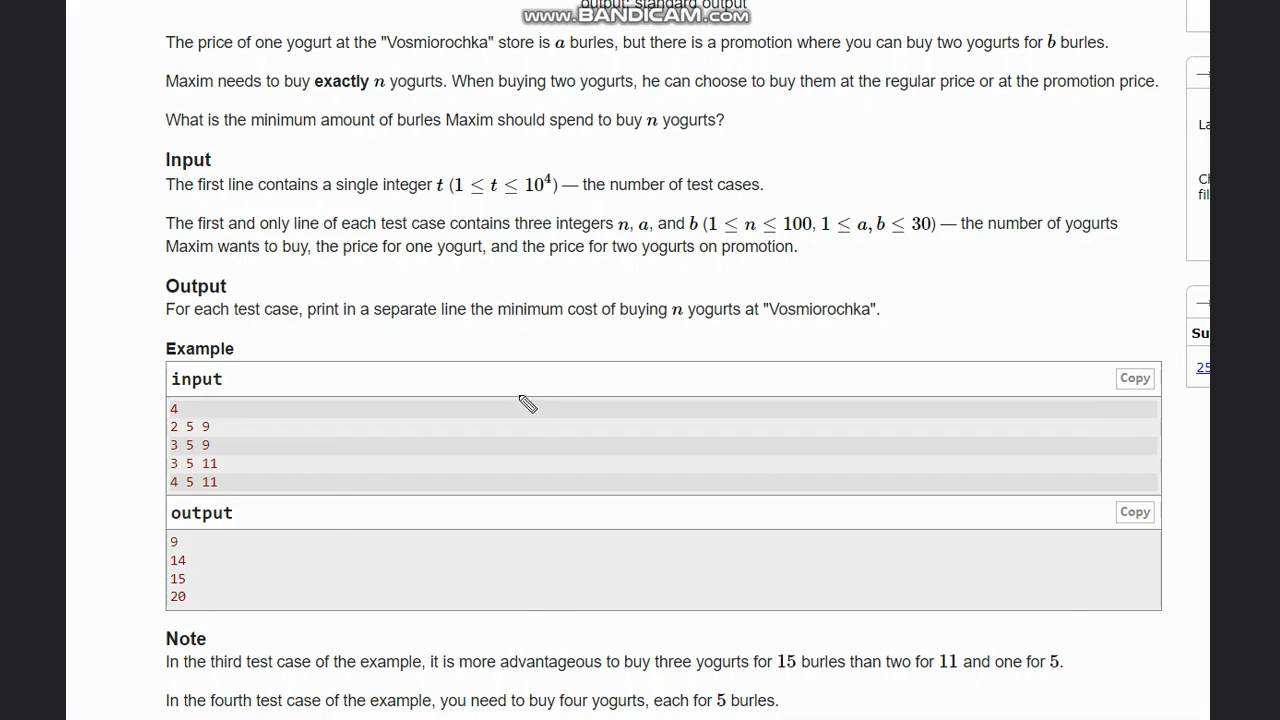 output: standard output
www.BANDICAM.com
The price of one yogurt at the "Vosmiorochka" store is a burles, but there is a promotion where you can buy two yogurts for b burles.
Maxim needs to buy exactly n yogurts. When buying two yogurts, he can choose to buy them at the regular price or at the promotion price.
What is the minimum amount of burles Maxim should spend to buy n yogurts?
Input
The first line contains a single integer t (1 ≤ t ≤ 10⁴) — the number of test cases.
The first and only line of each test case contains three integers n, a, and b (1 ≤ n ≤ 100, 1 ≤ a, b ≤ 30) — the number of yogurts
Maxim wants to buy, the price for one yogurt, and the price for two yogurts on promotion.
Output
For each test case, print in a separate line the minimum cost of buying n yogurts at "Vosmiorochka".
Example
input
Copy
4
2 5 9
3 5 9
3 5 11
4 5 11
output
Copy
9
14
15
20
Note
In the third test case of the example, it is more advantageous to buy three yogurts for 15 burles than two for 11 and one for 5.
In the fourth test case of the example, you need to buy four yogurts, each for 5 burles.
→
La
Ch
fil
→
Su
25